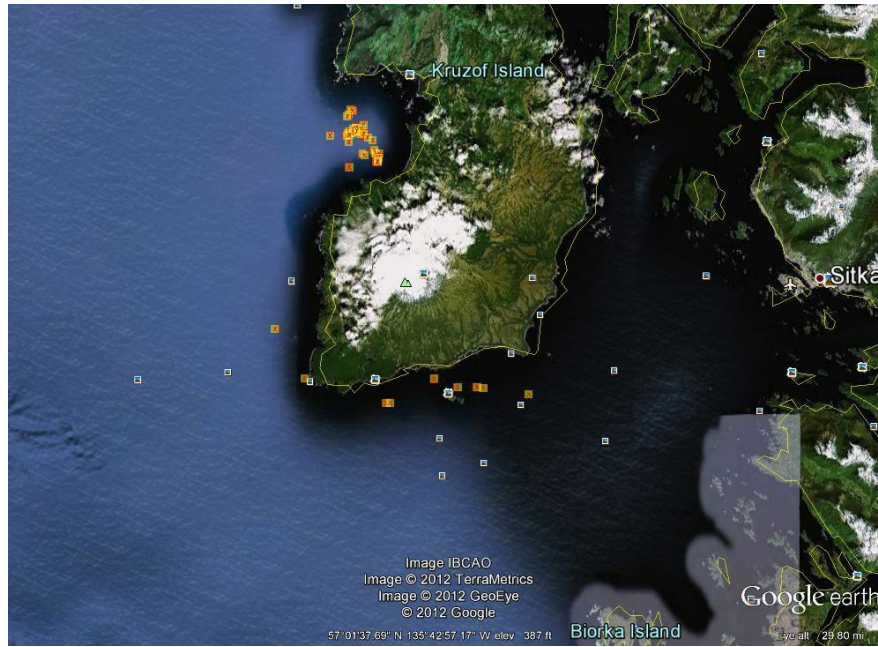 Kruzof Island
Sitka
Image IBCAO
Image © 2012 TerraMetrics
Image © 2012 GeoEye
© 2012 Google
Google earth
57°01'37.69" N 135°42'57.17" W elev 387 ft
Biorka Island
Eye alt 29.80 mi